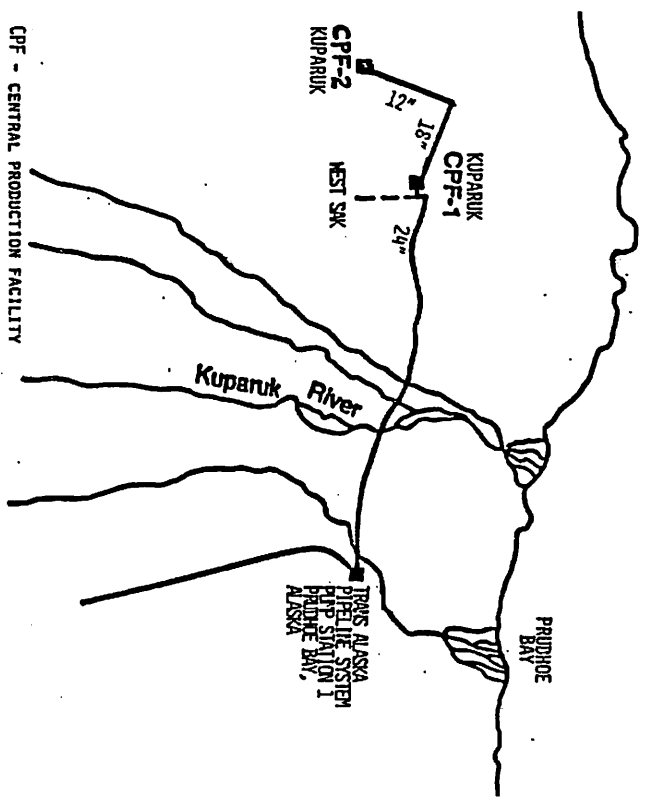 CPF-2
KUPARUK
12"
18"
KUPARUK
CPF-1
WEST SAK
24"
Kuparuk River
TRANS ALASKA
PIPELINE SYSTEM
PUMP STATION 1
PRUDHOE BAY,
ALASKA
PRUDHOE
BAY
CPF - CENTRAL PRODUCTION FACILITY